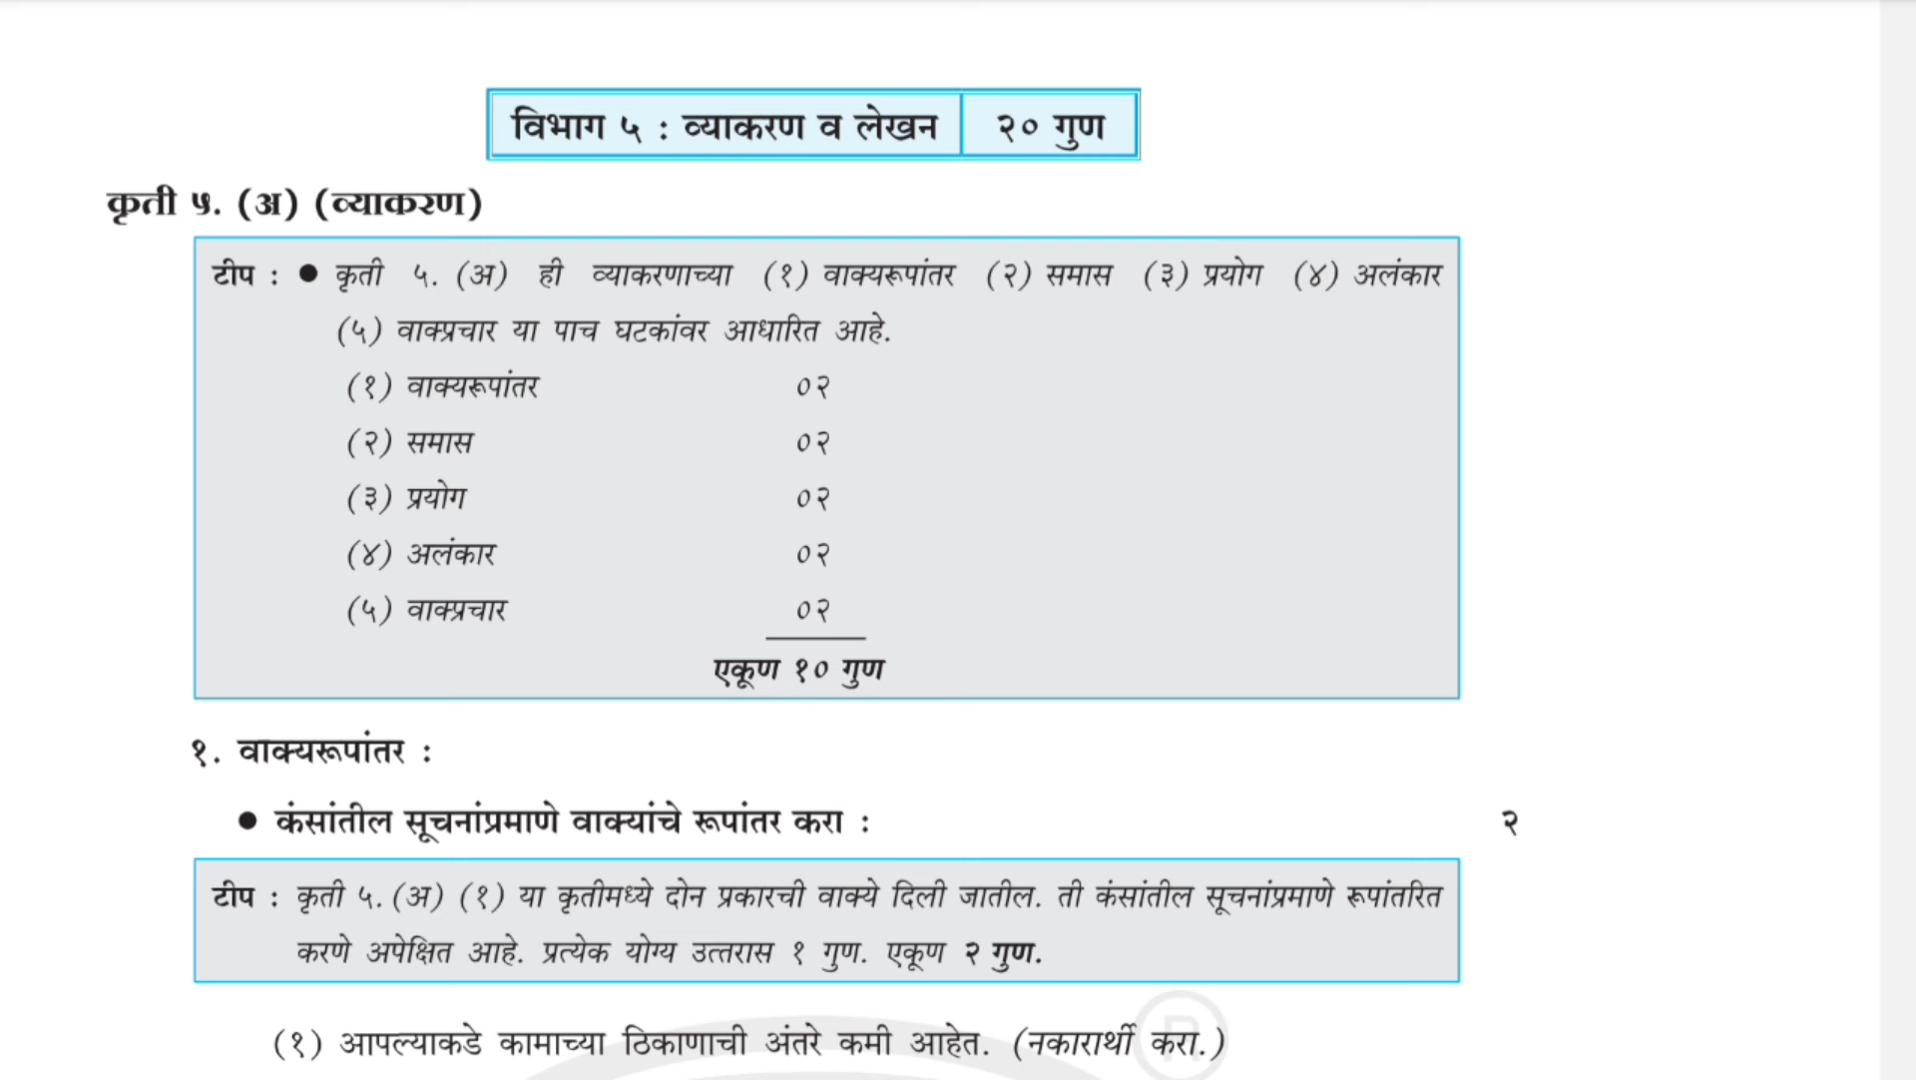 विभाग ५ : व्याकरण व लेखन २० गुण
कृती ५. (अ) (व्याकरण)
टीप : ● कृती ५. (अ) ही व्याकरणाच्या (१) वाक्यरूपांतर (२) समास (३) प्रयोग (४) अलंकार
(५) वाक्प्रचार या पाच घटकांवर आधारित आहे.
(१) वाक्यरूपांतर ०२
(२) समास ०२
(३) प्रयोग ०२
(४) अलंकार ०२
(५) वाक्प्रचार ०२
एकूण १० गुण
१. वाक्यरूपांतर :
● कंसांतील सूचनांप्रमाणे वाक्यांचे रूपांतर करा : २
टीप : कृती ५. (अ) (१) या कृतीमध्ये दोन प्रकारची वाक्ये दिली जातील. ती कंसांतील सूचनांप्रमाणे रूपांतरित
करणे अपेक्षित आहे. प्रत्येक योग्य उत्तरास १ गुण. एकूण २ गुण.
(१) आपल्याकडे कामाच्या ठिकाणाची अंतरे कमी आहेत. (नकारार्थी करा.)
R